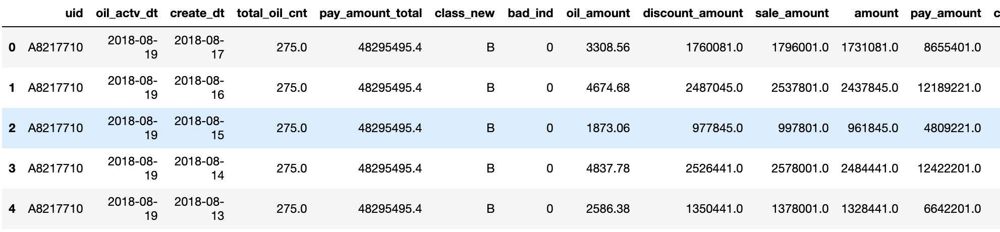 uid oil_actv_dt create_dt total_oil_cnt pay_amount_total class_new bad_ind oil_amount discount_amount sale_amount amount pay_amount c
0 A8217710 2018-08-19 2018-08-17 275.0 48295495.4 B 0 3308.56 1760081.0 1796001.0 1731081.0 8655401.0
1 A8217710 2018-08-19 2018-08-16 275.0 48295495.4 B 0 4674.68 2487045.0 2537801.0 2437845.0 12189221.0
2 A8217710 2018-08-19 2018-08-15 275.0 48295495.4 B 0 1873.06 977845.0 997801.0 961845.0 4809221.0
3 A8217710 2018-08-19 2018-08-14 275.0 48295495.4 B 0 4837.78 2526441.0 2578001.0 2484441.0 12422201.0
4 A8217710 2018-08-19 2018-08-13 275.0 48295495.4 B 0 2586.38 1350441.0 1378001.0 1328441.0 6642201.0